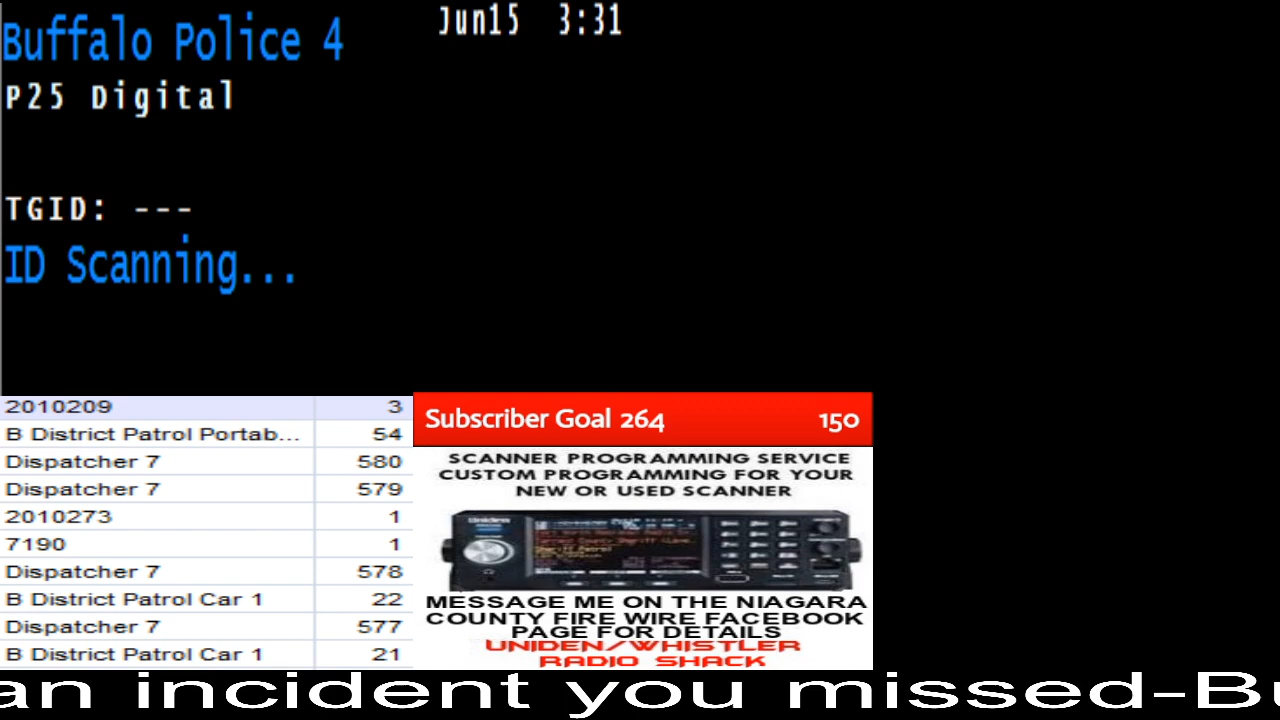 Buffalo Police 4
Jun15 3:31
P25 Digital
TGID: ---
ID Scanning...
2010209 3
B District Patrol Portab... 54
Dispatcher 7 580
Dispatcher 7 579
2010273 1
7190 1
Dispatcher 7 578
B District Patrol Car 1 22
Dispatcher 7 577
B District Patrol Car 1 21
Subscriber Goal 264 150
SCANNER PROGRAMMING SERVICE
CUSTOM PROGRAMMING FOR YOUR
NEW OR USED SCANNER
Uniden
MESSAGE ME ON THE NIAGARA
COUNTY FIRE WIRE FACEBOOK
PAGE FOR DETAILS
UNIDEN/WHISTLER
RADIO SHACK
an incident you missed-Bu